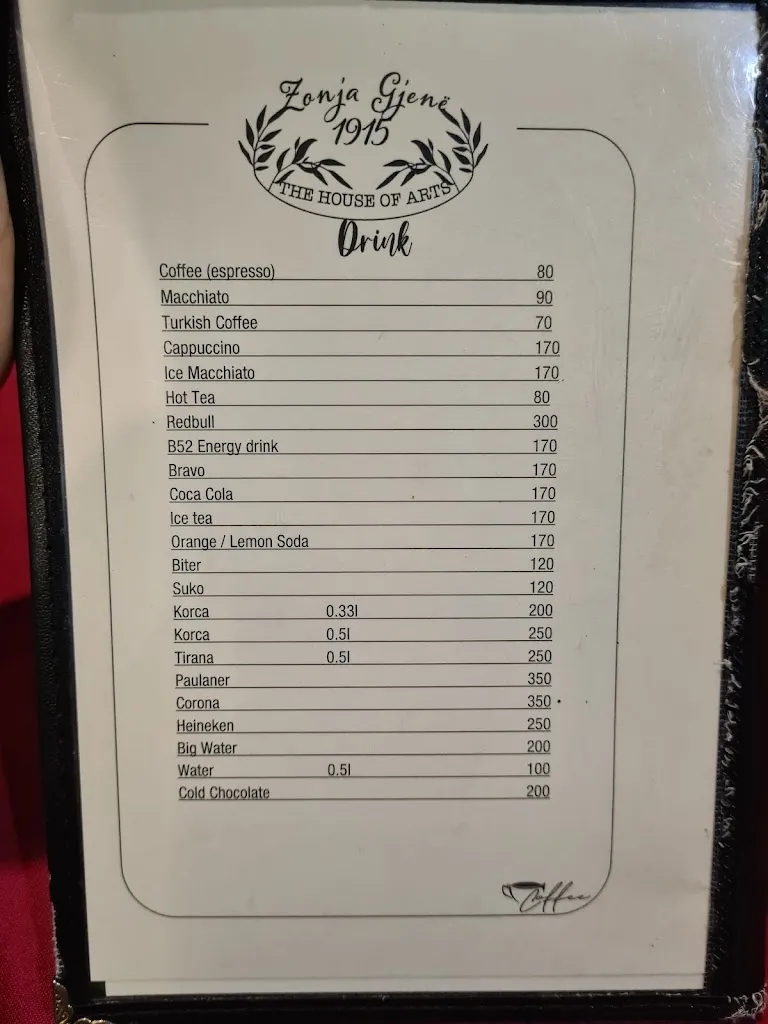 Zonja Gjenë
1915
THE HOUSE OF ARTS
Drink
Coffee (espresso) 80
Macchiato 90
Turkish Coffee 70
Cappuccino 170
Ice Macchiato 170
Hot Tea 80
Redbull 300
B52 Energy drink 170
Bravo 170
Coca Cola 170
Ice tea 170
Orange / Lemon Soda 170
Biter 120
Suko 120
Korca 0.33l 200
Korca 0.5l 250
Tirana 0.5l 250
Paulaner 350
Corona 350
Heineken 250
Big Water 200
Water 0.5l 100
Cold Chocolate 200
Coffee